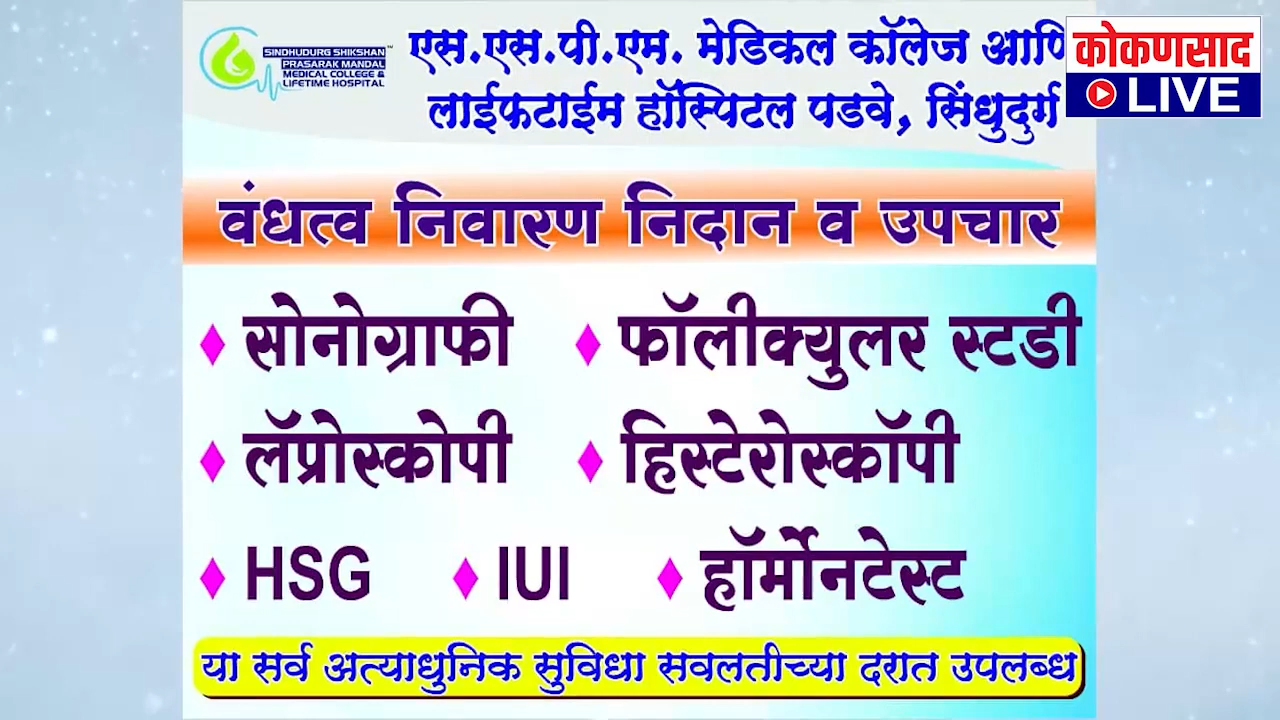 SINDHUDURG SHIKSHAN™
PRASARAK MANDAL
MEDICAL COLLEGE &
LIFETIME HOSPITAL
एस.एस.पी.एम. मेडिकल कॉलेज आणि
लाईफटाईम हॉस्पिटल पडवे, सिंधुदुर्ग
कोकणसाद
LIVE
वंधत्व निवारण निदान व उपचार
♦ सोनोग्राफी ♦ फॉलीक्युलर स्टडी
♦ लॅप्रोस्कोपी ♦ हिस्टेरोस्कॉपी
♦ HSG ♦ IUI ♦ हॉर्मोनटेस्ट
या सर्व अत्याधुनिक सुविधा सवलतीच्या दरात उपलब्ध